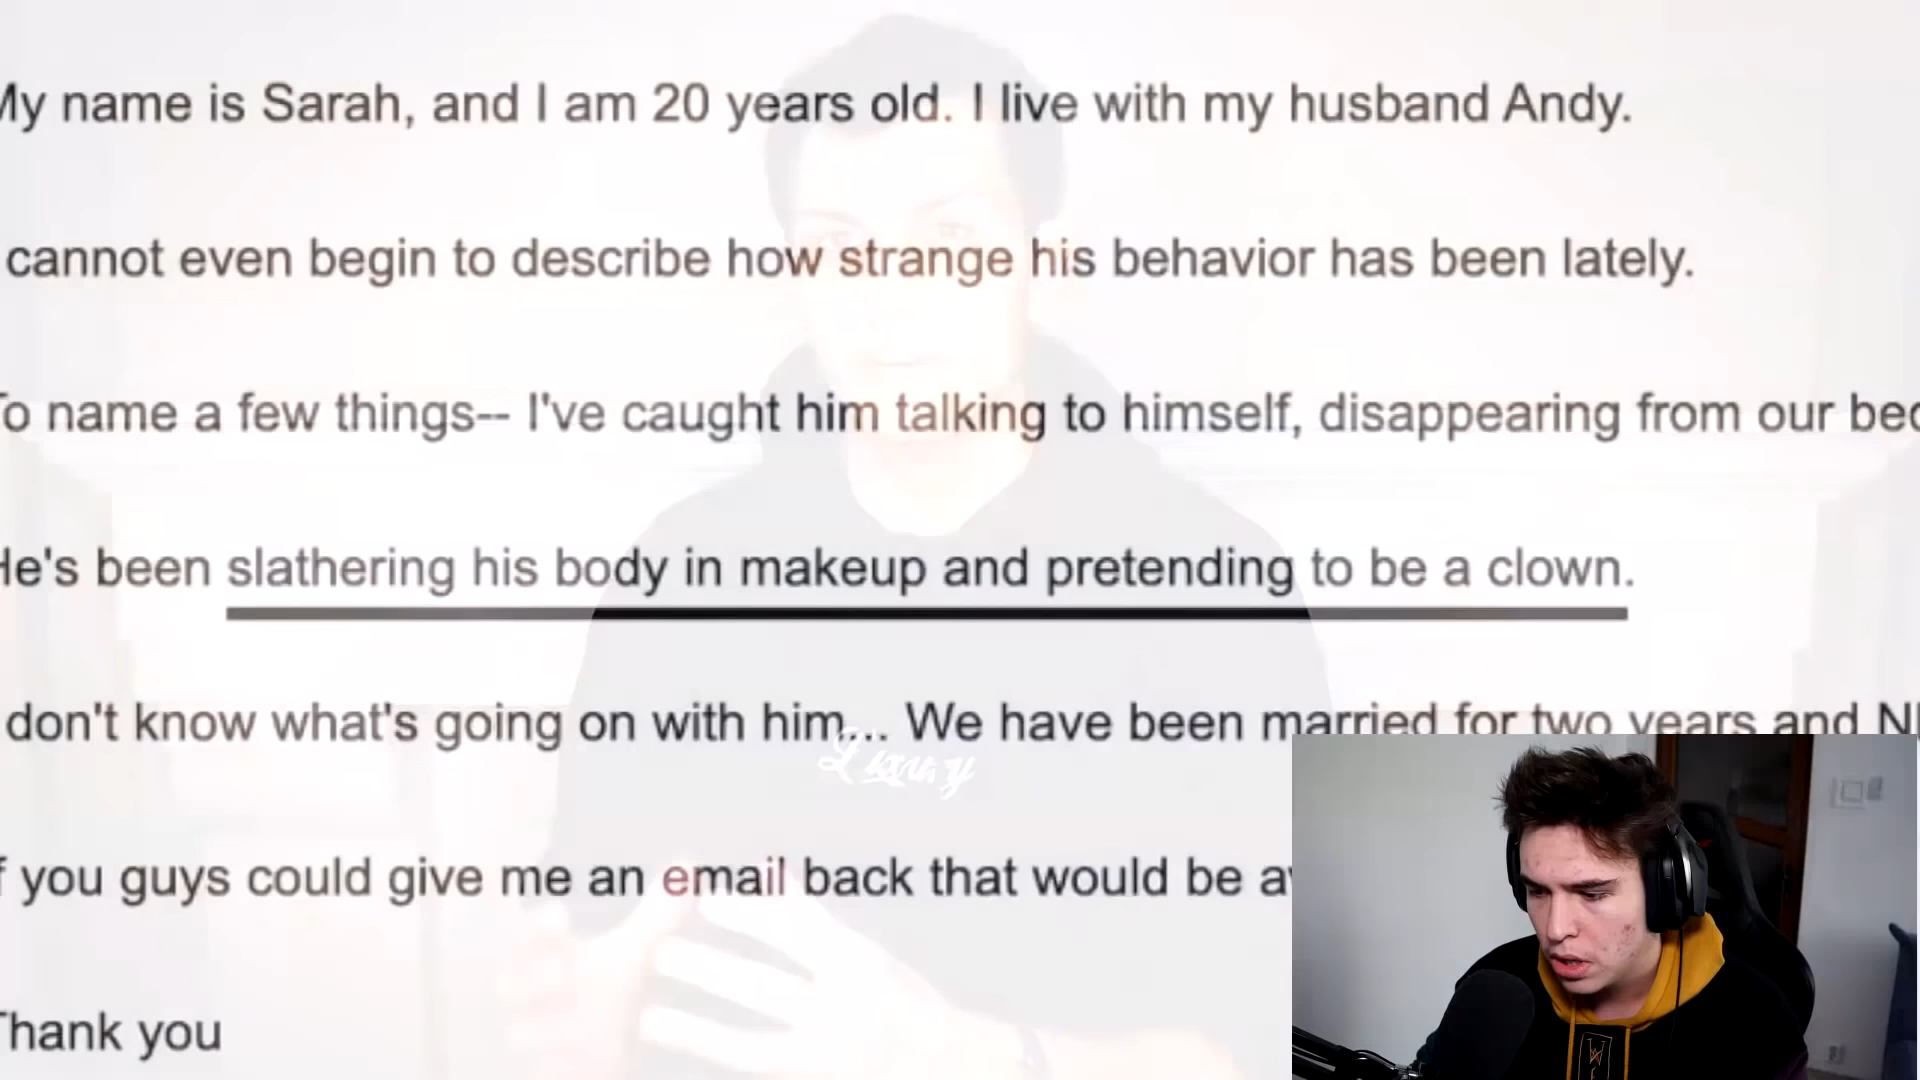 My name is Sarah, and I am 20 years old. I live with my husband Andy.
cannot even begin to describe how strange his behavior has been lately.
To name a few things-- I've caught him talking to himself, disappearing from our
He's been slathering his body in makeup and pretending to be a clown.
don't know what's going on with him... We have been married for two years and
you guys could give me an email back that would be
Thank you
Luxury